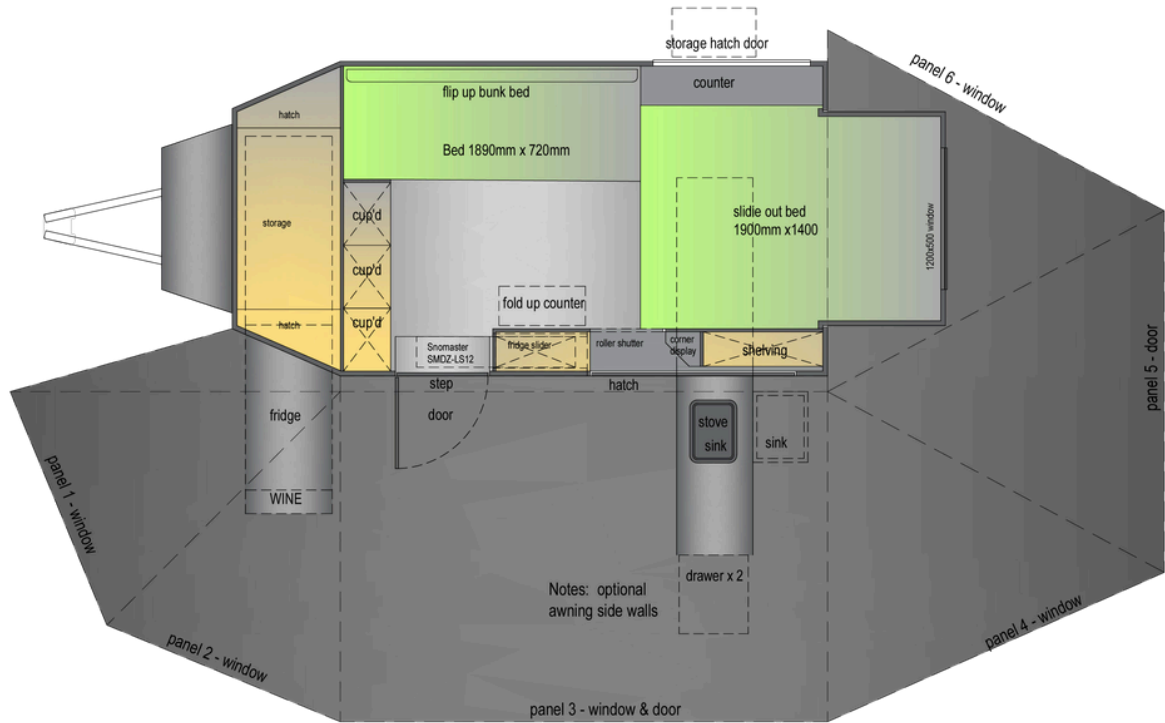 storage hatch door
panel 6 - window
counter
flip up bunk bed
hatch
Bed 1890mm x 720mm
cup'd
storage
slidie out bed
1900mm x1400
1200x500 window
cup'd
fold up counter
hatch
cup'd
Snomaster
SMDZ-LS12
fridge slider
roller shutter
corner
display
shelving
step
hatch
door
fridge
stove
sink
sink
panel 5 - door
WINE
panel 1 - window
drawer x 2
Notes: optional
awning side walls
panel 2 - window
panel 4 - window
panel 3 - window & door